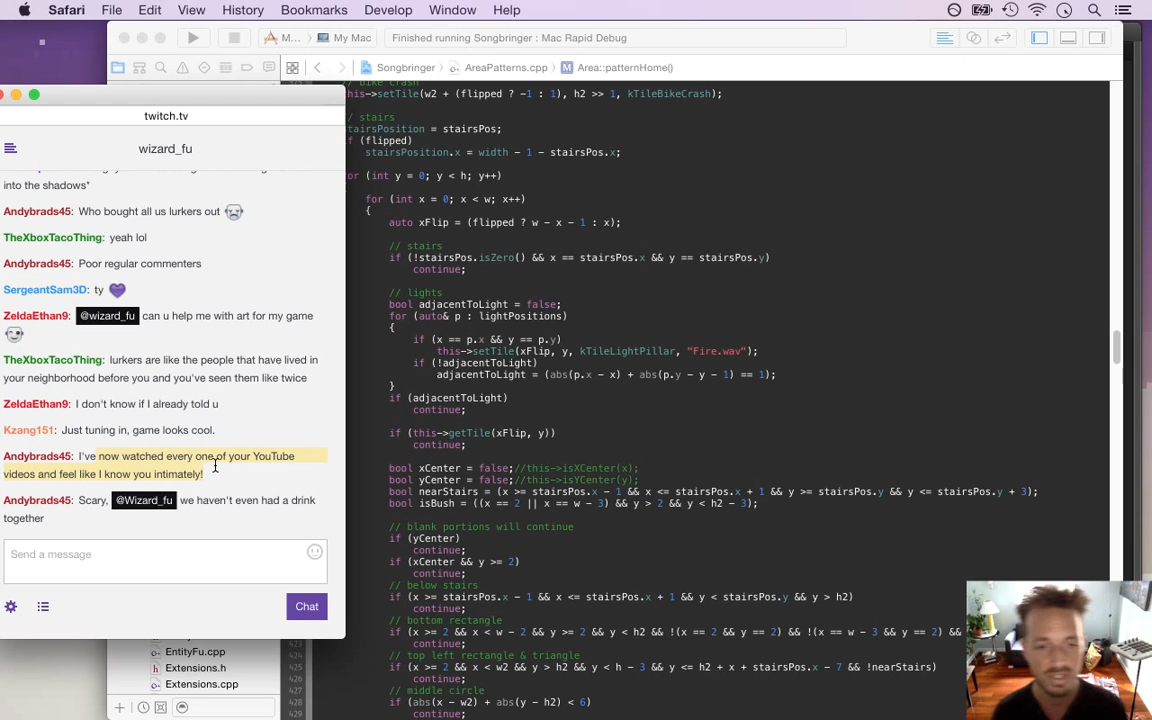 Safari File Edit View History Bookmarks Develop Window Help
M... My Mac Finished running Songbringer : Mac Rapid Debug
Songbringer AreaPatterns.cpp M Area::patternHome()
// bike crash
this->setTile(w2 + (flipped ? -1 : 1), h2 >> 1, kTileBikeCrash);
// stairs
stairsPosition = stairsPos;
if (flipped)
stairsPosition.x = width - 1 - stairsPos.x;
for (int y = 0; y < h; y++)
for (int x = 0; x < w; x++)
{
auto xFlip = (flipped ? w - x - 1 : x);
// stairs
if (!stairsPos.isZero() && x == stairsPos.x && y == stairsPos.y)
continue;
// lights
bool adjacentToLight = false;
for (auto& p : lightPositions)
{
if (x == p.x && y == p.y)
this->setTile(xFlip, y, kTileLightPillar, "Fire.wav");
if (!adjacentToLight)
adjacentToLight = (abs(p.x - x) + abs(p.y - y - 1) == 1);
}
if (adjacentToLight)
continue;
if (this->getTile(xFlip, y))
continue;
bool xCenter = false;//this->isXCenter(x);
bool yCenter = false;//this->isYCenter(y);
bool nearStairs = (x >= stairsPos.x - 1 && x <= stairsPos.x + 1 && y >= stairsPos.y && y <= stairsPos.y + 3);
bool isBush = ((x == 2 || x == w - 3) && y > 2 && y < h2 - 3);
// blank portions will continue
if (yCenter)
continue;
if (xCenter && y >= 2)
continue;
// below stairs
if (x >= stairsPos.x - 1 && x <= stairsPos.x + 1 && y < stairsPos.y && y > h2)
continue;
// bottom rectangle
if (x >= 2 && x < w - 2 && y >= 2 && y < h2 && !(x == 2 && y == 2) && !(x == w - 3 && y == 2) &&
424 continue;
// top left rectangle & triangle
425 if (x >= 2 && x < w2 && y > h2 && y < h - 3 && y <= h2 + x + stairsPos.x - 7 && !nearStairs)
426 continue;
427 // middle circle
428 if (abs(x - w2) + abs(y - h2) < 6)
429 continue;
twitch.tv
wizard_fu
into the shadows*
Andybrads45: Who bought all us lurkers out
TheXboxTacoThing: yeah lol
Andybrads45: Poor regular commenters
SergeantSam3D: ty
ZeldaEthan9: @wizard_fu can u help me with art for my game
TheXboxTacoThing: lurkers are like the people that have lived in
your neighborhood before you and you've seen them like twice
ZeldaEthan9: I don't know if I already told u
Kzang151: Just tuning in, game looks cool.
Andybrads45: I've now watched every one of your YouTube
videos and feel like I know you intimately!
Andybrads45: Scary, @Wizard_fu we haven't even had a drink
together
Send a message
Chat
EntityFu.cpp
h Extensions.h
Extensions.cpp